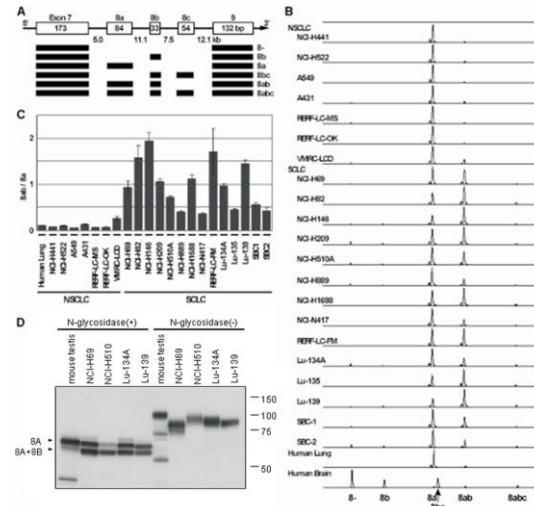 A
Exon 7 8a 8b 8c 9
5' 173 84 33 54 132 bp 3'
5.0 11.1 7.5 12.1 kb
8-
8b
8a
8bc
8ab
8abc
C
8ab / 8a
2
1
0
Human Lung
NCI-H441
NCI-H522
A549
A431
RERF-LC-MS
RERF-LC-OK
VMRC-LCD
NCI-H69
NCI-H82
NCI-H146
NCI-H209
NCI-H510A
NCI-H889
NCI-H1688
NCI-N417
RERF-LC-FM
Lu-134A
Lu-135
Lu-139
SBC1
SBC2
NSCLC SCLC
D
N-glycosidase(+) N-glycosidase(-)
mouse testis
NCI-H69
NCI-H510
Lu-134A
Lu-139
mouse testis
NCI-H69
NCI-H510
Lu-134A
Lu-139
150
100
75
50
8A
8A+8B
B
NSCLC
NCI-H441
NCI-H522
A549
A431
RERF-LC-MS
RERF-LC-OK
VMRC-LCD
SCLC
NCI-H69
NCI-H82
NCI-H146
NCI-H209
NCI-H510A
NCI-H889
NCI-H1688
NCI-N417
RERF-LC-FM
Lu-134A
Lu-135
Lu-139
SBC-1
SBC-2
Human Lung
Human Brain
8- 8b 8a 8ab 8abc